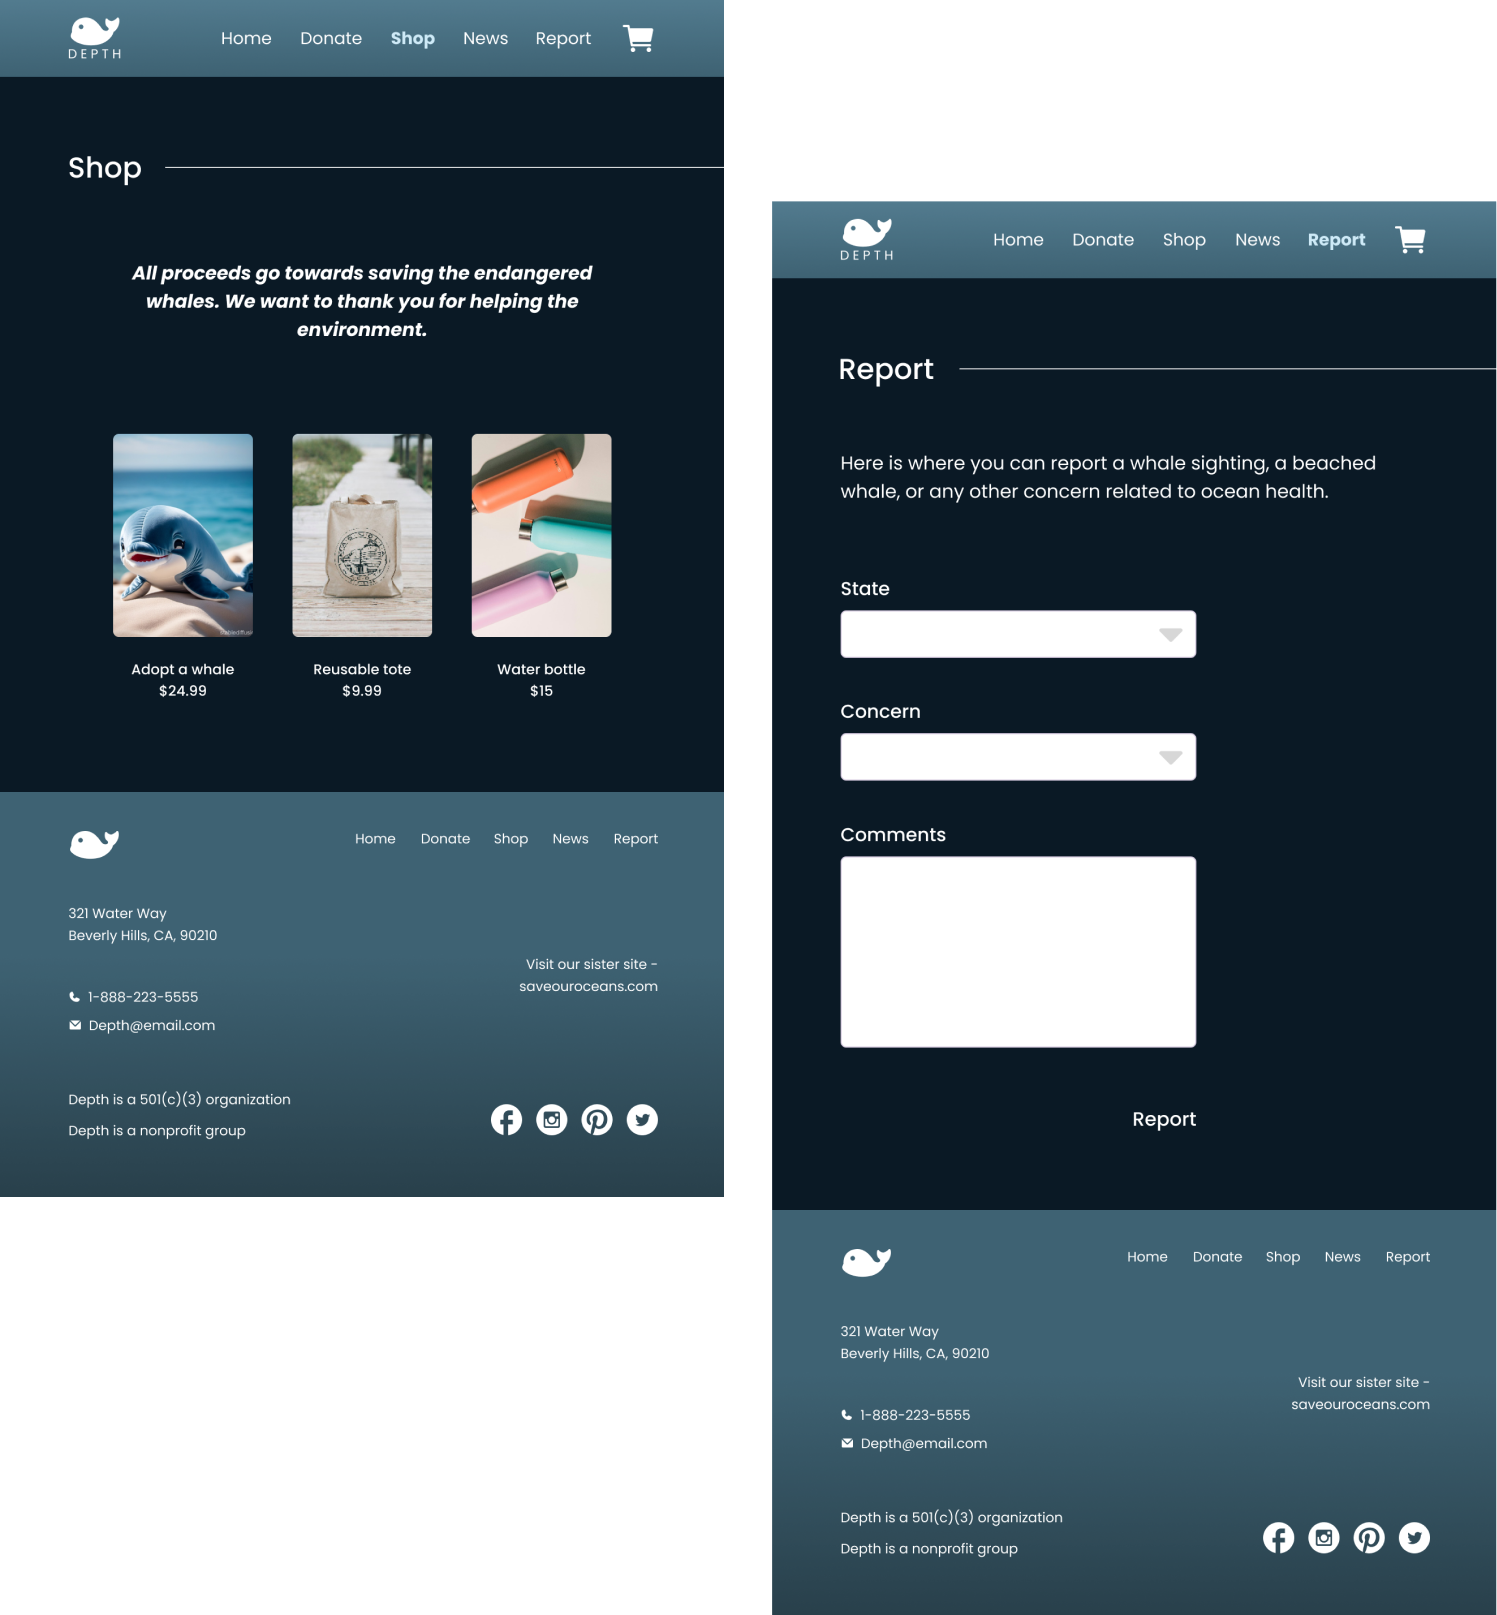 DEPTH
Home Donate Shop News Report
Shop
All proceeds go towards saving the endangered
whales. We want to thank you for helping the
environment.
Adopt a whale
$24.99
Reusable tote
$9.99
Water bottle
$15
Home Donate Shop News Report
321 Water Way
Beverly Hills, CA, 90210
Visit our sister site -
saveouroceans.com
1-888-223-5555
Depth@email.com
Depth is a 501(c)(3) organization
Depth is a nonprofit group
DEPTH
Home Donate Shop News Report
Report
Here is where you can report a whale sighting, a beached
whale, or any other concern related to ocean health.
State
Concern
Comments
Report
Home Donate Shop News Report
321 Water Way
Beverly Hills, CA, 90210
Visit our sister site -
saveouroceans.com
1-888-223-5555
Depth@email.com
Depth is a 501(c)(3) organization
Depth is a nonprofit group